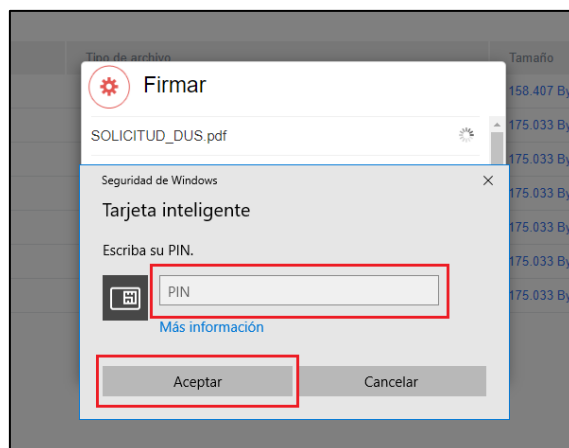 Tipo de archivo Tamaño
Firmar
158.407 By
SOLICITUD_DUS.pdf 175.033 By
175.033 By
Seguridad de Windows 175.033 By
Tarjeta inteligente 175.033 By
Escriba su PIN. 175.033 By
PIN 175.033 By
Más información
Aceptar Cancelar